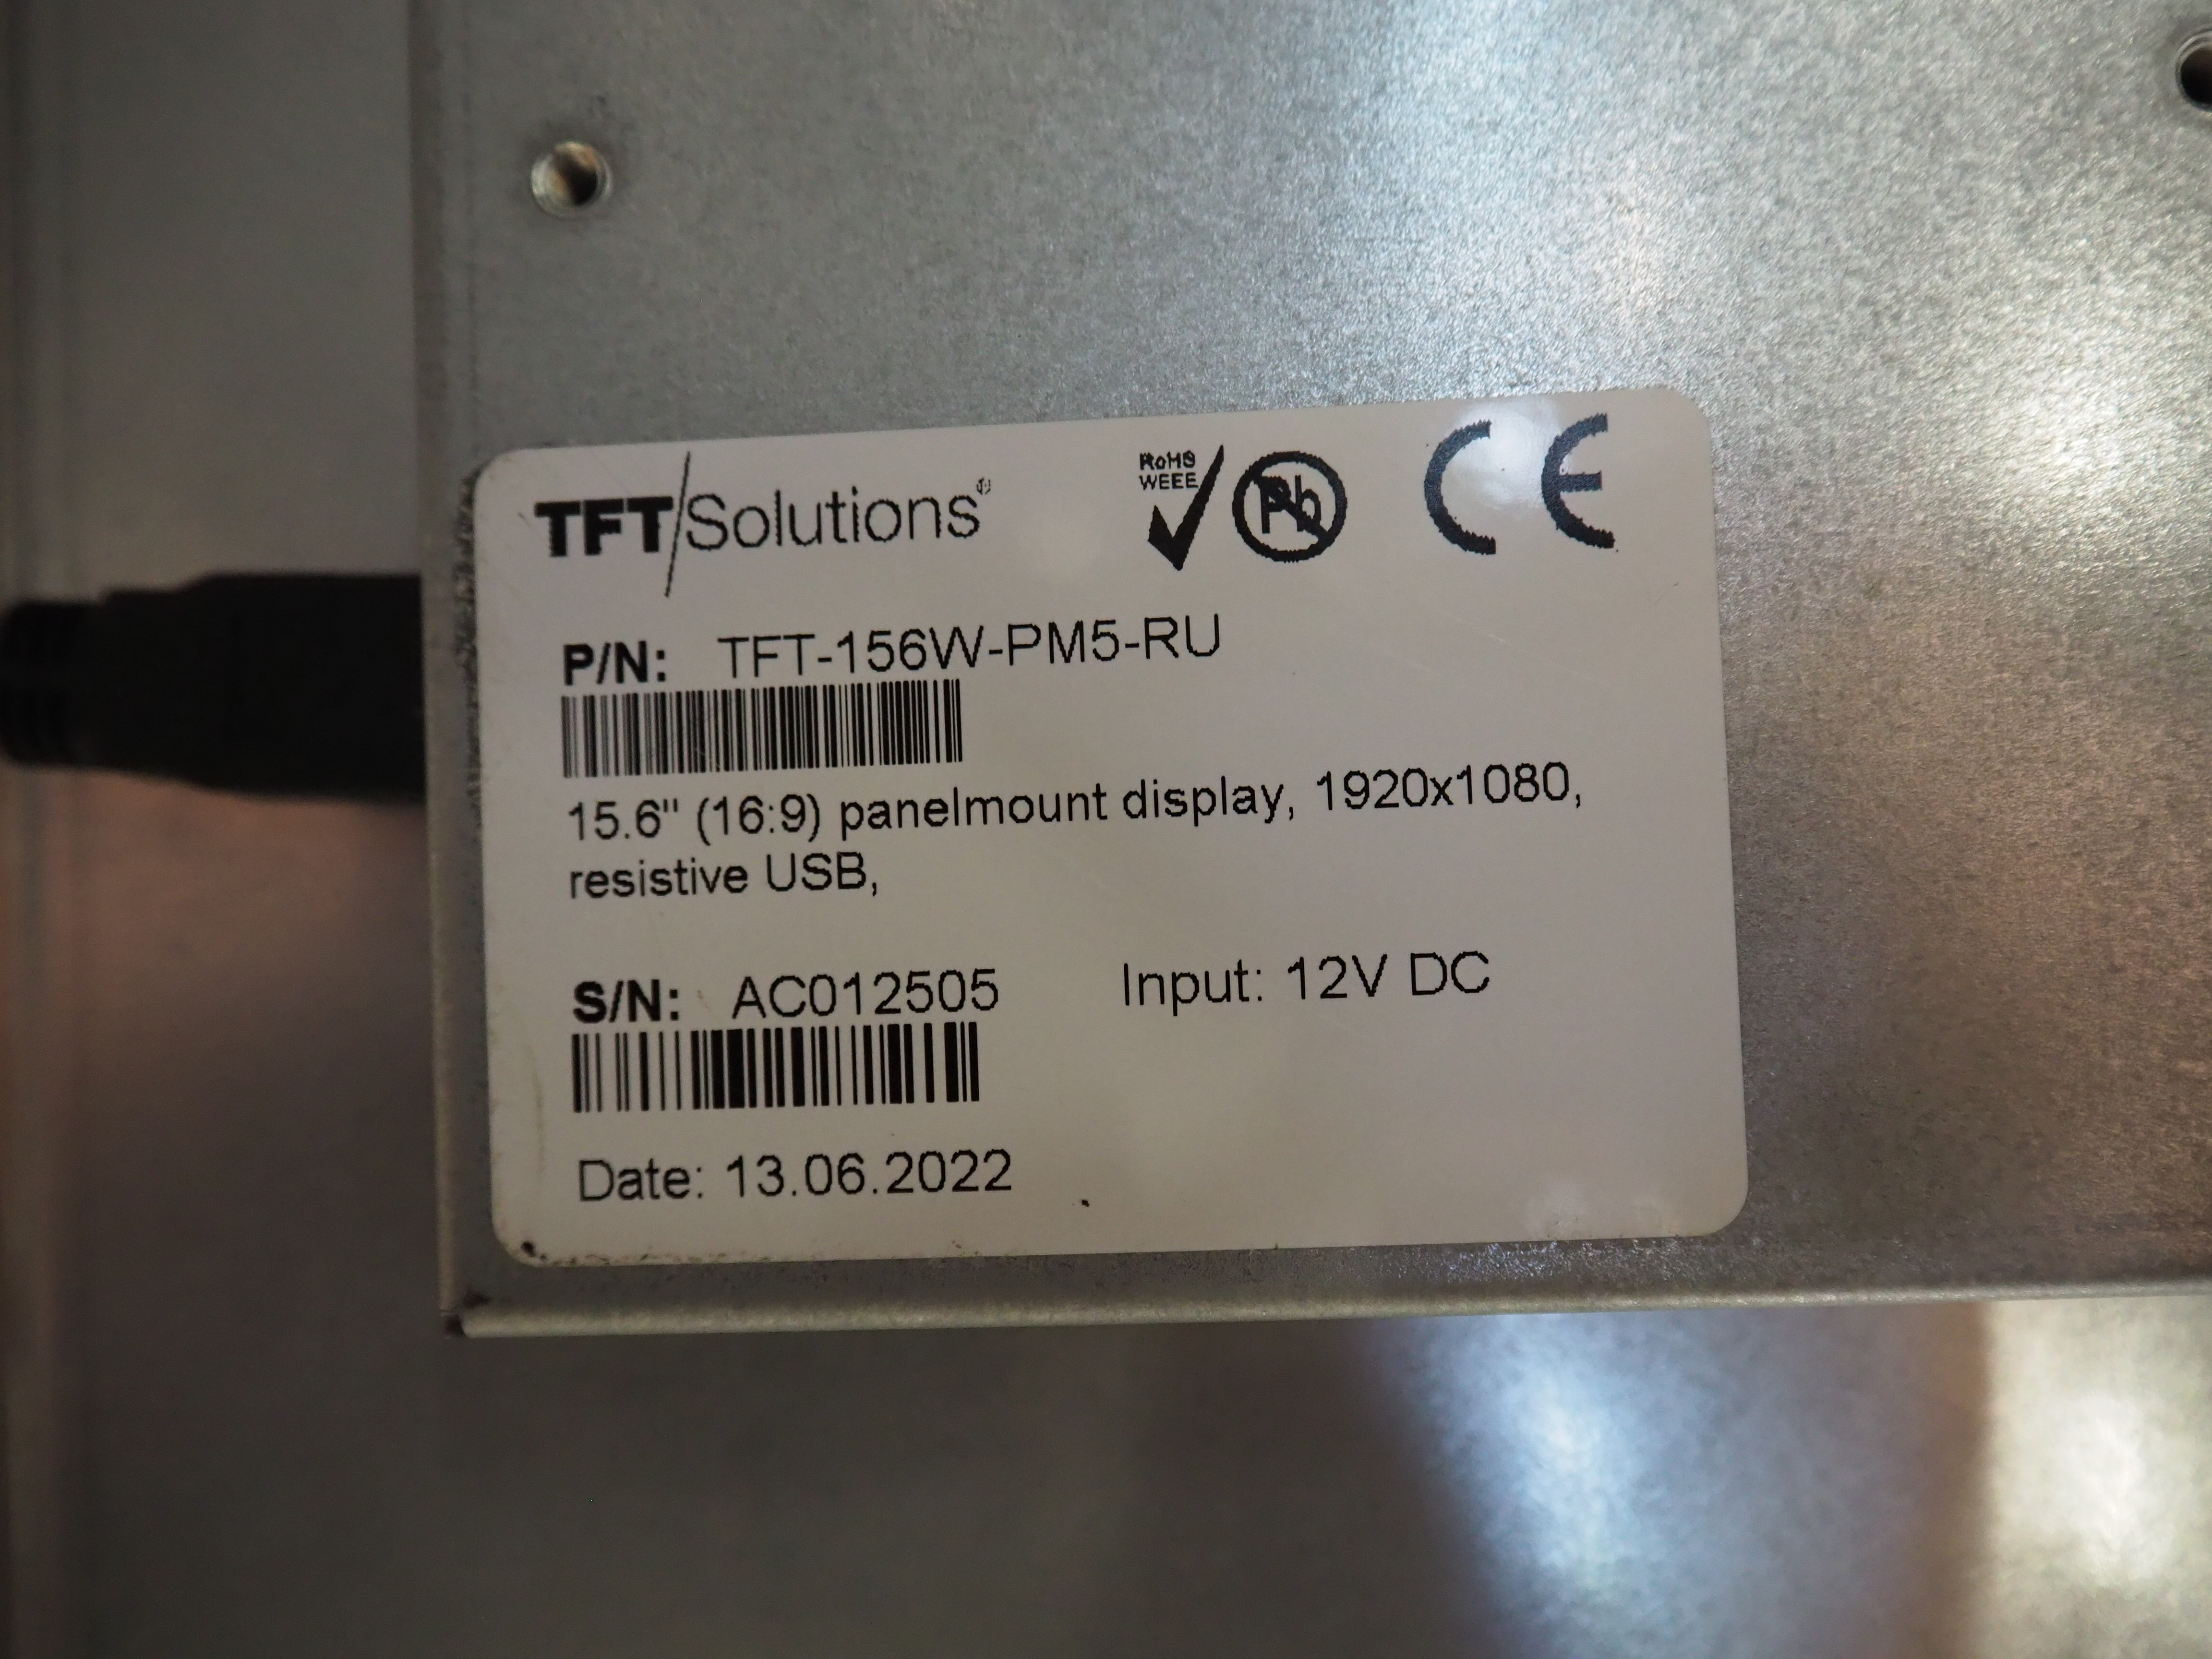 TFT/Solutions®
RoHS
WEEE
Pb
CE
P/N: TFT-156W-PM5-RU
15.6" (16:9) panelmount display, 1920x1080,
resistive USB,
S/N: AC012505 Input: 12V DC
Date: 13.06.2022